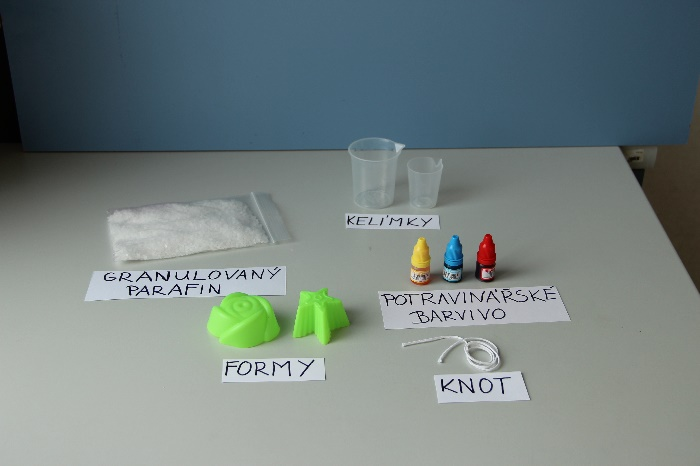 KELÍMKY
GRANULOVANÝ
PARAFIN
POTRAVINÁŘSKÉ
BARVIVO
FORMY
KNOT